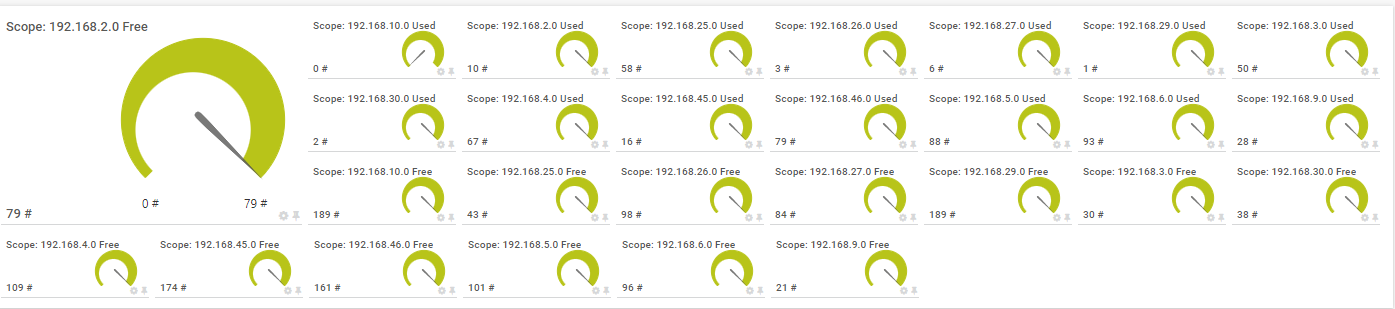 Scope: 192.168.2.0 Free
0 #
79 #
79 #
Scope: 192.168.10.0 Used
0 #
Scope: 192.168.2.0 Used
10 #
Scope: 192.168.25.0 Used
58 #
Scope: 192.168.26.0 Used
3 #
Scope: 192.168.27.0 Used
6 #
Scope: 192.168.29.0 Used
1 #
Scope: 192.168.3.0 Used
50 #
Scope: 192.168.30.0 Used
2 #
Scope: 192.168.4.0 Used
67 #
Scope: 192.168.45.0 Used
16 #
Scope: 192.168.46.0 Used
79 #
Scope: 192.168.5.0 Used
88 #
Scope: 192.168.6.0 Used
93 #
Scope: 192.168.9.0 Used
28 #
Scope: 192.168.10.0 Free
189 #
Scope: 192.168.25.0 Free
43 #
Scope: 192.168.26.0 Free
98 #
Scope: 192.168.27.0 Free
84 #
Scope: 192.168.29.0 Free
189 #
Scope: 192.168.3.0 Free
30 #
Scope: 192.168.30.0 Free
38 #
Scope: 192.168.4.0 Free
109 #
Scope: 192.168.45.0 Free
174 #
Scope: 192.168.46.0 Free
161 #
Scope: 192.168.5.0 Free
101 #
Scope: 192.168.6.0 Free
96 #
Scope: 192.168.9.0 Free
21 #